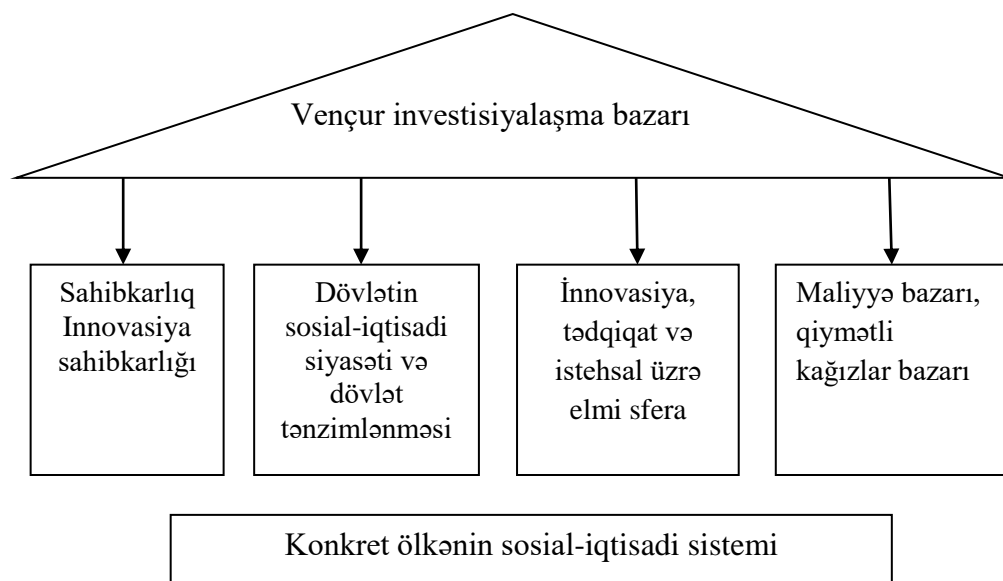 Vençur investisiyalaşma bazarı
Sahibkarlıq
Innovasiya
sahibkarlığı
Dövlətin
sosial-iqtisadi
siyasəti və
dövlət
tənzimlənməsi
İnnovasiya,
tədqiqat və
istehsal üzrə
elmi sfera
Maliyyə bazarı,
qiymətli
kağızlar bazarı
Konkret ölkənin sosial-iqtisadi sistemi